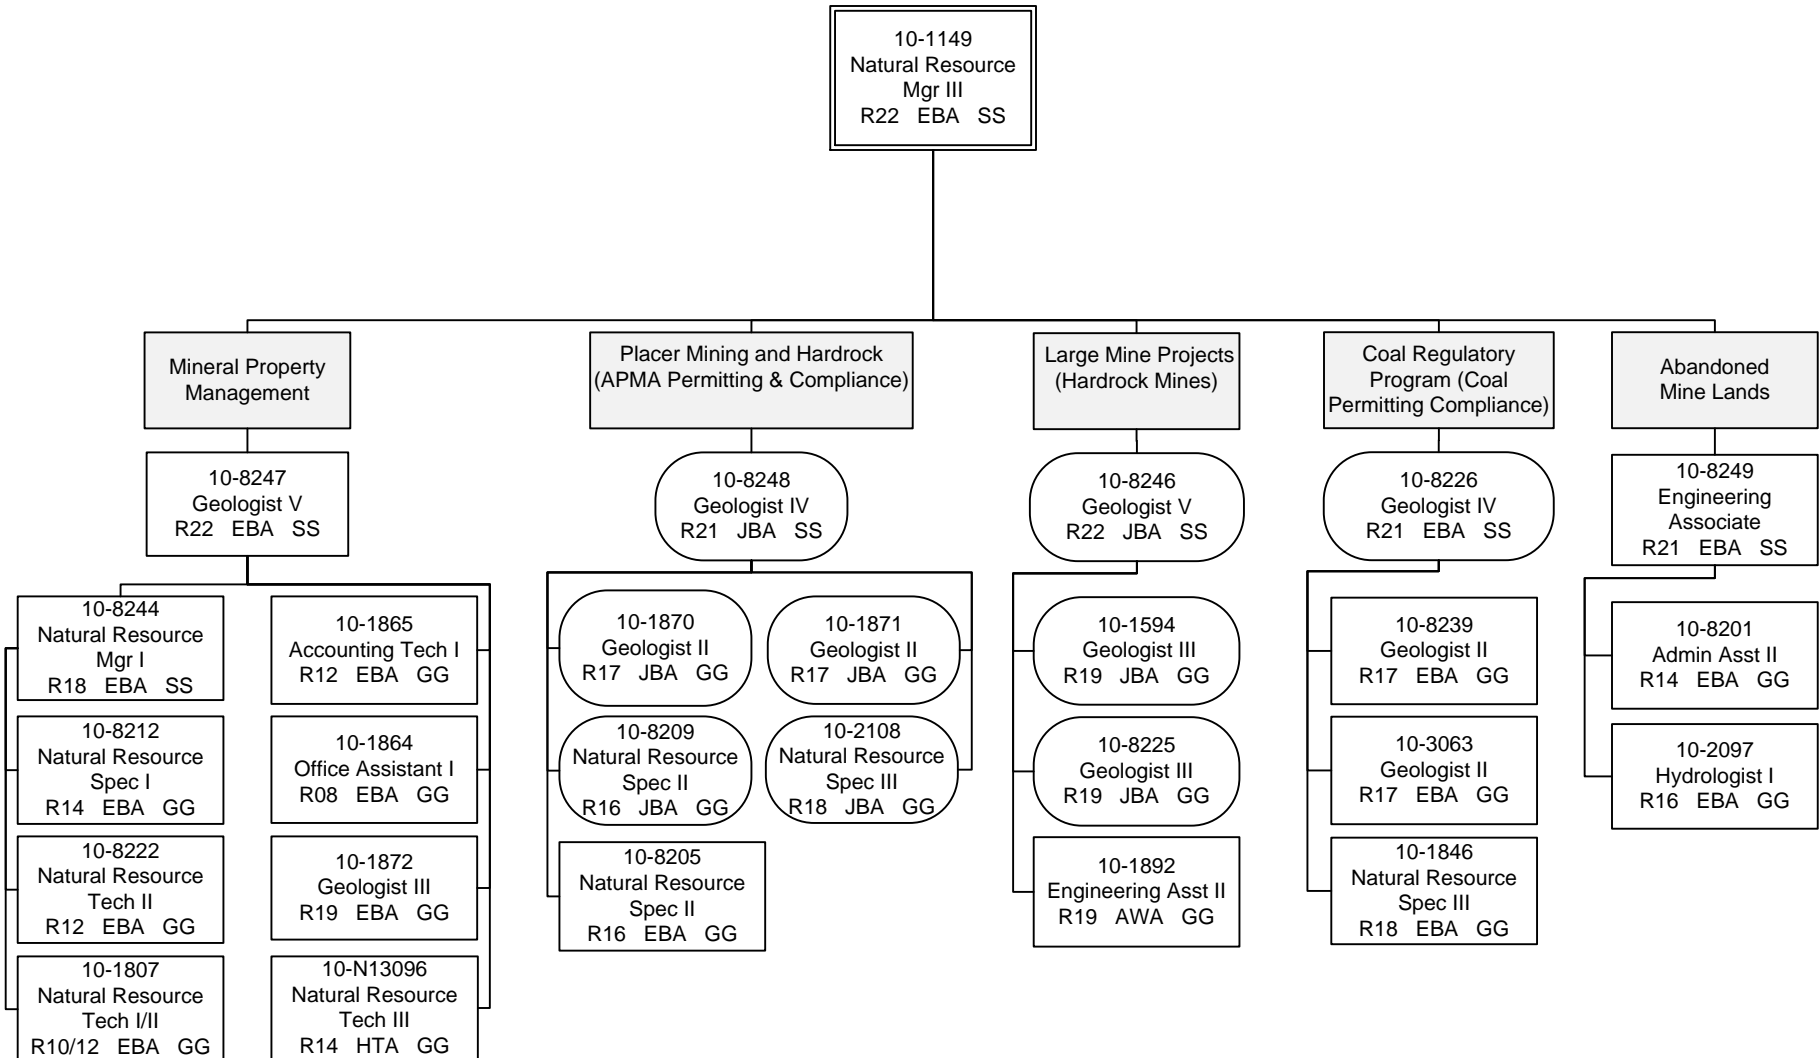 10-1149
Natural Resource
Mgr III
R22 EBA SS
Mineral Property
Management
Placer Mining and Hardrock
(APMA Permitting & Compliance)
Large Mine Projects
(Hardrock Mines)
Coal Regulatory
Program (Coal
Permitting Compliance)
Abandoned
Mine Lands
10-8247
Geologist V
R22 EBA SS
10-8248
Geologist IV
R21 JBA SS
10-8246
Geologist V
R22 JBA SS
10-8226
Geologist IV
R21 EBA SS
10-8249
Engineering
Associate
R21 EBA SS
10-8244
Natural Resource
Mgr I
R18 EBA SS
10-1865
Accounting Tech I
R12 EBA GG
10-1870
Geologist II
R17 JBA GG
10-1871
Geologist II
R17 JBA GG
10-1594
Geologist III
R19 JBA GG
10-8239
Geologist II
R17 EBA GG
10-8201
Admin Asst II
R14 EBA GG
10-8212
Natural Resource
Spec I
R14 EBA GG
10-1864
Office Assistant I
R08 EBA GG
10-8209
Natural Resource
Spec II
R16 JBA GG
10-2108
Natural Resource
Spec III
R18 JBA GG
10-8225
Geologist III
R19 JBA GG
10-3063
Geologist II
R17 EBA GG
10-2097
Hydrologist I
R16 EBA GG
10-8222
Natural Resource
Tech II
R12 EBA GG
10-1872
Geologist III
R19 EBA GG
10-8205
Natural Resource
Spec II
R16 EBA GG
10-1892
Engineering Asst II
R19 AWA GG
10-1846
Natural Resource
Spec III
R18 EBA GG
10-1807
Natural Resource
Tech I/II
R10/12 EBA GG
10-N13096
Natural Resource
Tech III
R14 HTA GG